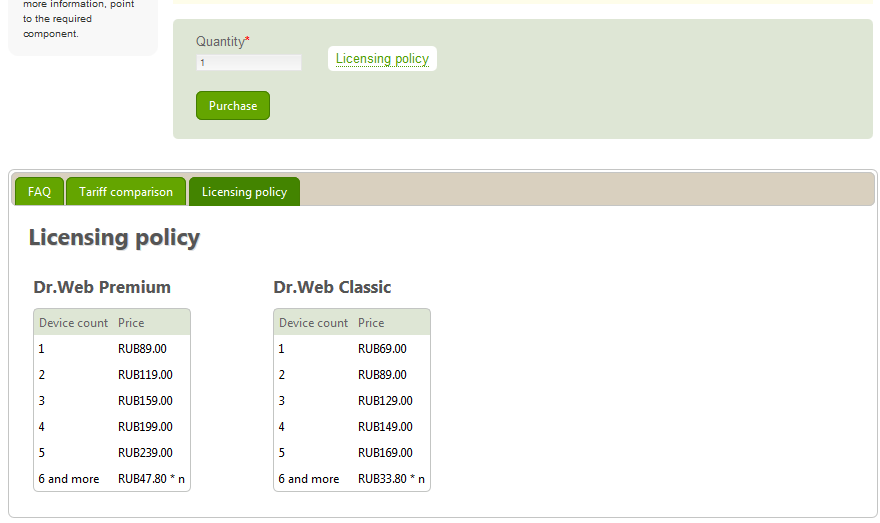 more information, point
to the required
component.
Quantity*
1
Licensing policy
Purchase
FAQ Tariff comparison Licensing policy
Licensing policy
Dr.Web Premium
Device count Price
1 RUB89.00
2 RUB119.00
3 RUB159.00
4 RUB199.00
5 RUB239.00
6 and more RUB47.80 * n
Dr.Web Classic
Device count Price
1 RUB69.00
2 RUB89.00
3 RUB129.00
4 RUB149.00
5 RUB169.00
6 and more RUB33.80 * n